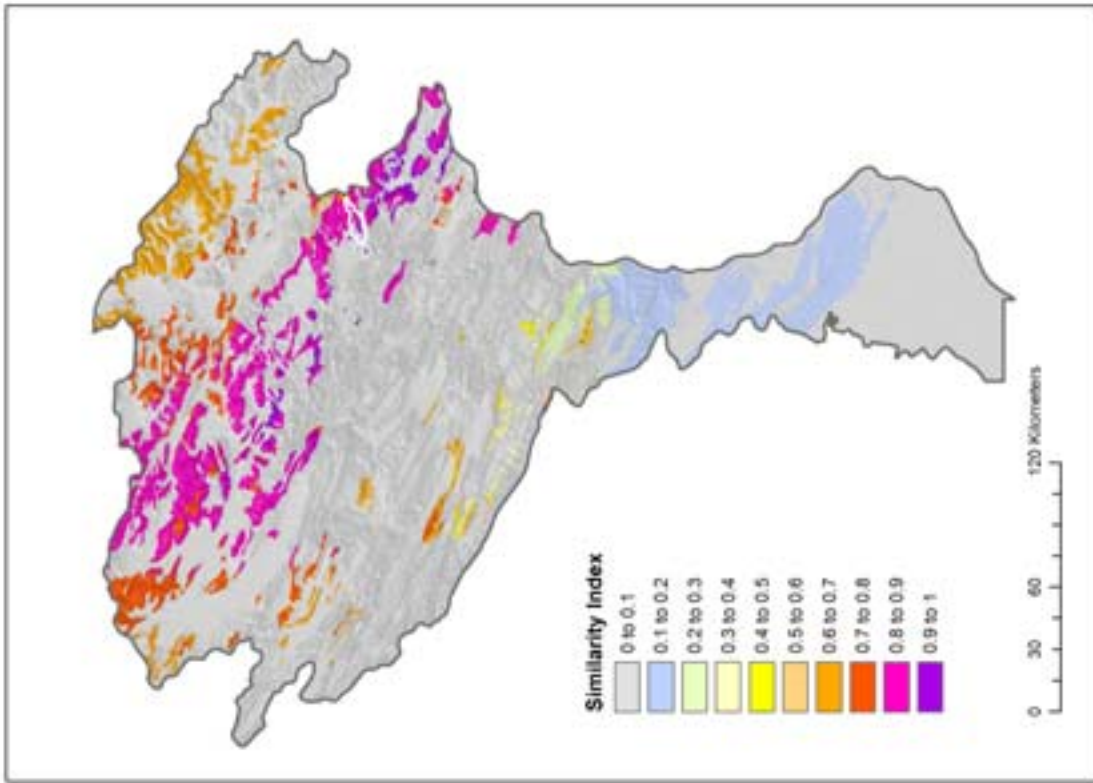 Similarity Index
0 to 0.1
0.1 to 0.2
0.2 to 0.3
0.3 to 0.4
0.4 to 0.5
0.5 to 0.6
0.6 to 0.7
0.7 to 0.8
0.8 to 0.9
0.9 to 1
0 30 60 120 Kilometers